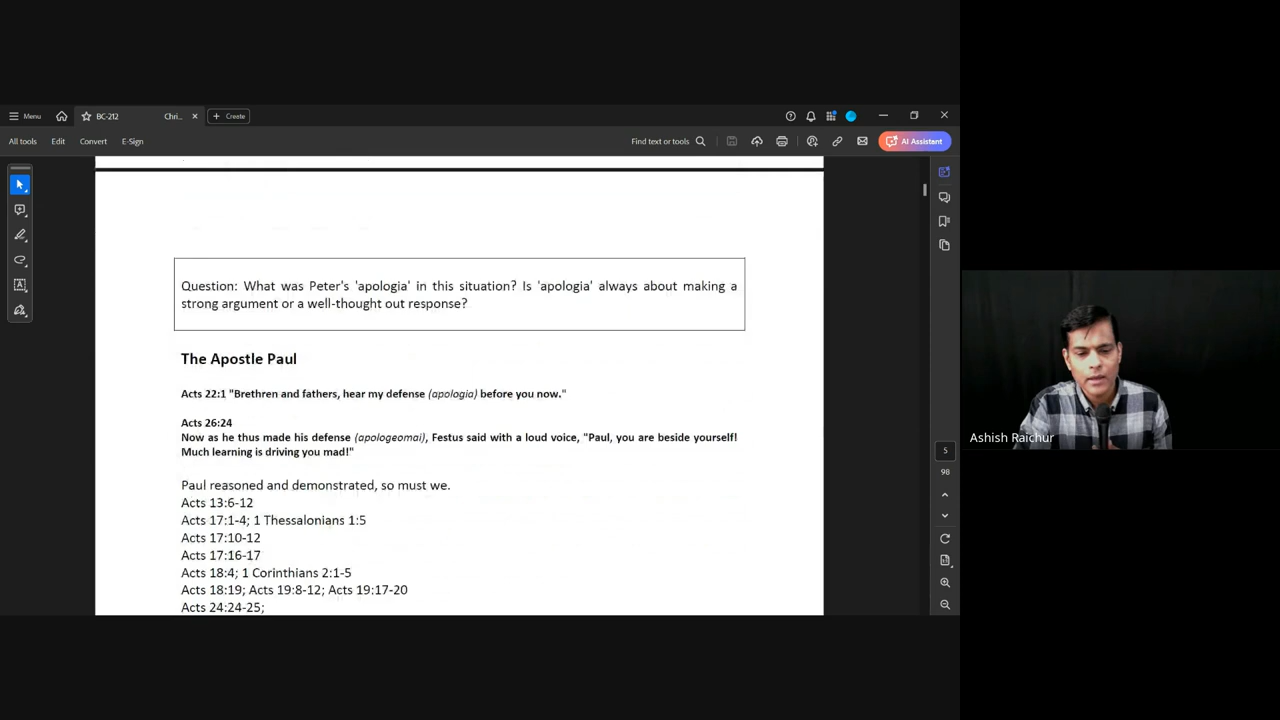 Menu
BC-212
Chri...
Create
All tools
Edit
Convert
E-Sign
Find text or tools
AI Assistant
Question: What was Peter's 'apologia' in this situation? Is 'apologia' always about making a
strong argument or a well-thought out response?
The Apostle Paul
Acts 22:1 "Brethren and fathers, hear my defense (apologia) before you now."
Acts 26:24
Now as he thus made his defense (apologeomai), Festus said with a loud voice, "Paul, you are beside yourself!
Much learning is driving you mad!"
Paul reasoned and demonstrated, so must we.
Acts 13:6-12
Acts 17:1-4; 1 Thessalonians 1:5
Acts 17:10-12
Acts 17:16-17
Acts 18:4; 1 Corinthians 2:1-5
Acts 18:19; Acts 19:8-12; Acts 19:17-20
Acts 24:24-25;
5
98
Ashish Raichur